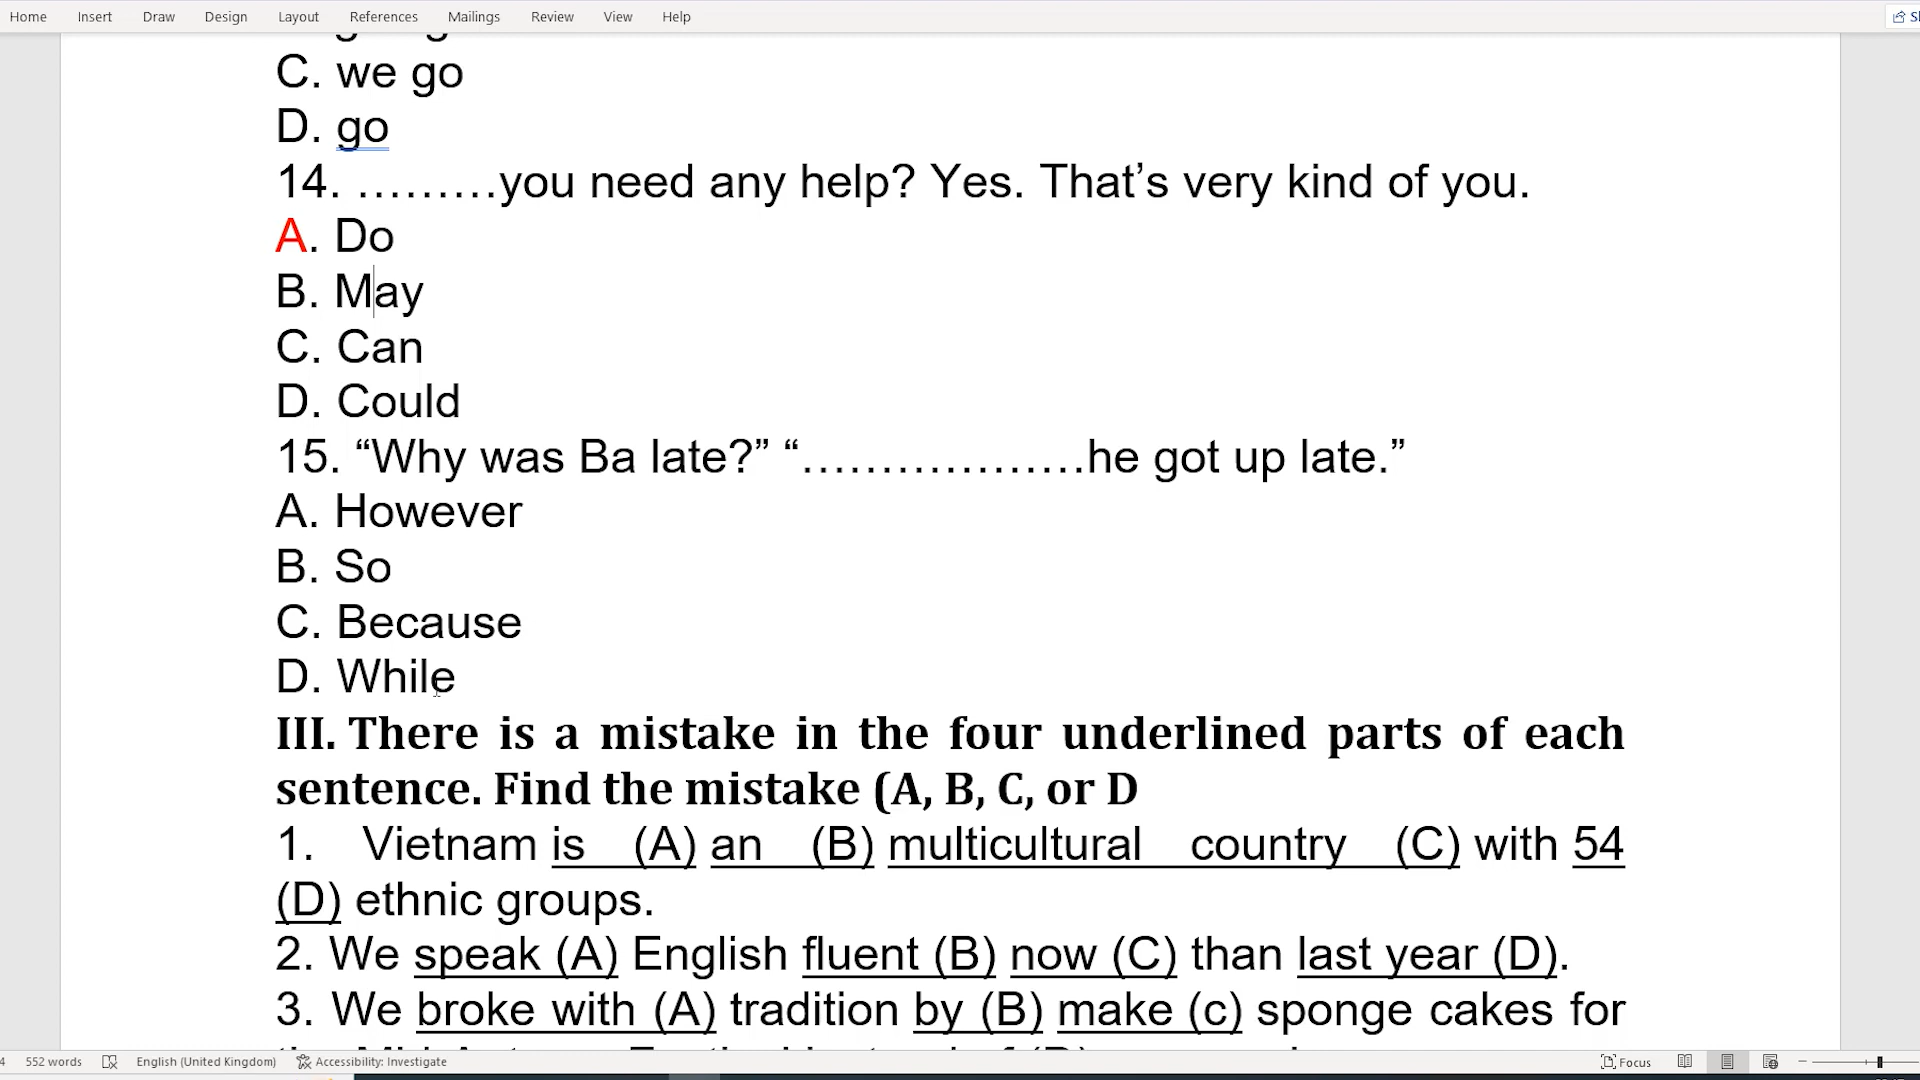 Home Insert Draw Design Layout References Mailings Review View Help
C. we go
D. go
14. ………you need any help? Yes. That’s very kind of you.
A. Do
B. May
C. Can
D. Could
15. “Why was Ba late?” “………………he got up late.”
A. However
B. So
C. Because
D. While
III. There is a mistake in the four underlined parts of each
sentence. Find the mistake (A, B, C, or D
1. Vietnam is (A) an (B) multicultural country (C) with 54
(D) ethnic groups.
2. We speak (A) English fluent (B) now (C) than last year (D).
3. We broke with (A) tradition by (B) make (c) sponge cakes for
4 552 words English (United Kingdom) Accessibility: Investigate Focus